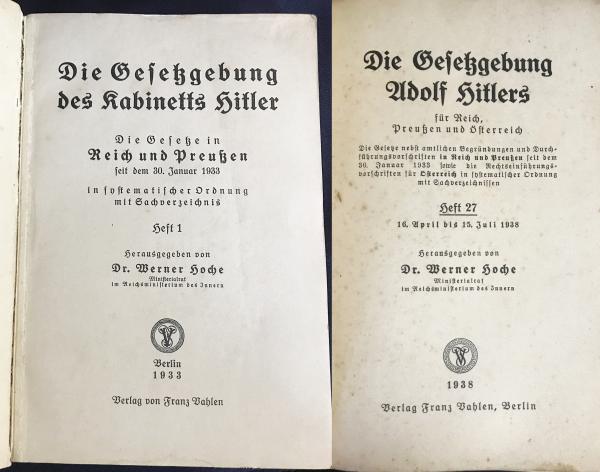 Die Gesetzgebung
des Kabinetts Hitler
Die Gesetze in
Reich und Preußen
seit dem 30. Januar 1933
in systematischer Ordnung
mit Sachverzeichnis
Heft 1
Herausgegeben von
Dr. Werner Hoche
Ministerialrat
im Reichsministerium des Innern
Berlin
1933
Verlag von Franz Vahlen
Die Gesetzgebung
Adolf Hitlers
für Reich,
Preußen und Österreich
Die Gesetze nebst amtlichen Begründungen und Durch-
führungsvorschriften in Reich und Preußen seit dem
30. Januar 1933 sowie die Rechtseinführungs-
vorschriften für Österreich in systematischer Ordnung
mit Sachverzeichnissen
Heft 27
16. April bis 15. Juli 1938
Herausgegeben von
Dr. Werner Hoche
Ministerialrat
im Reichsministerium des Innern
1938
Verlag Franz Vahlen, Berlin